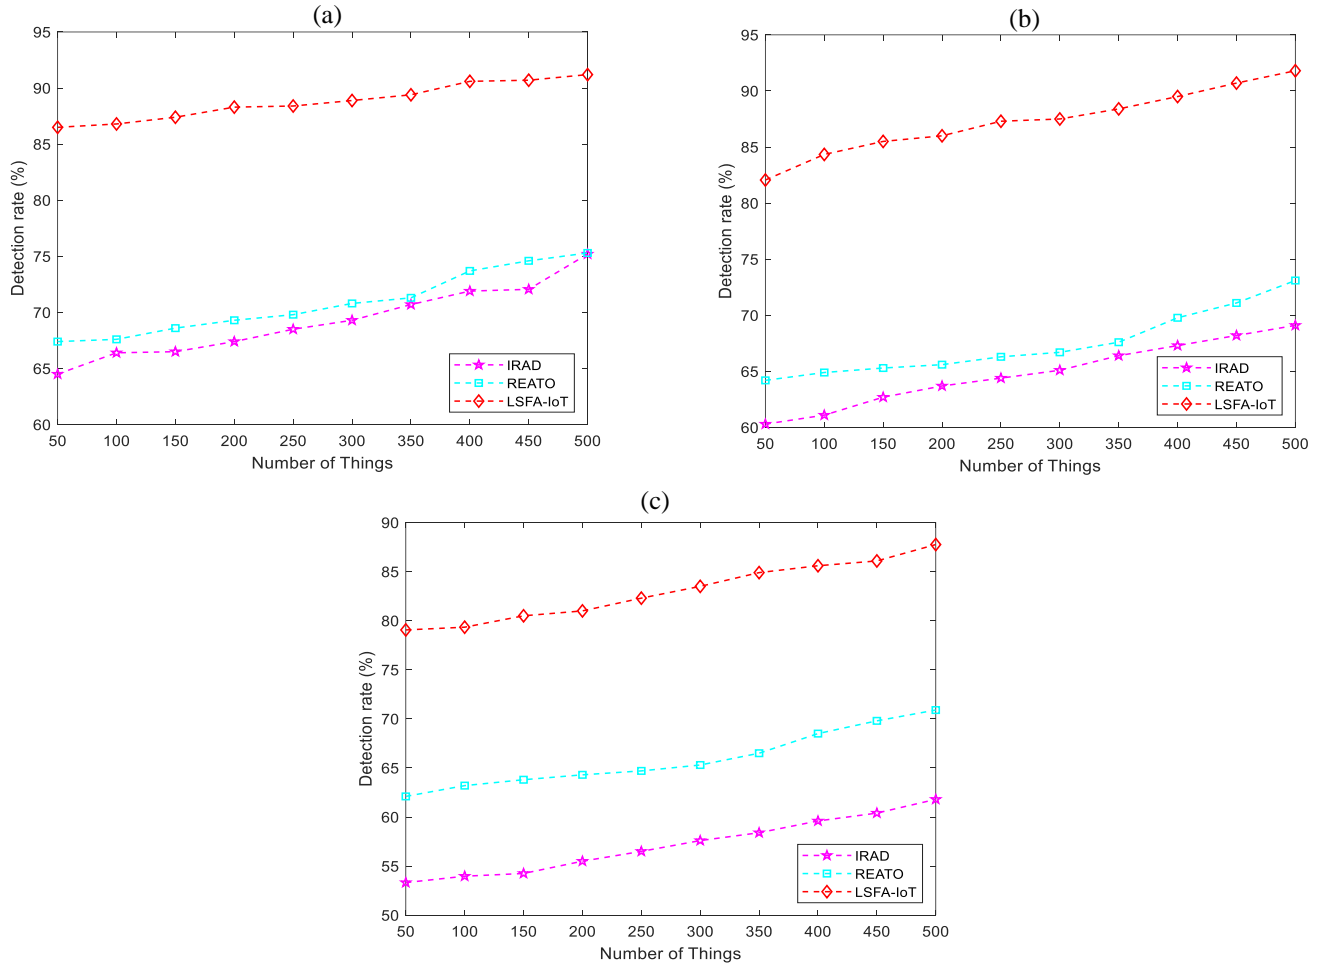 (a)
95
90
85
80
75
70
65
60
Detection rate (%)
50 100 150 200 250 300 350 400 450 500
Number of Things
IRAD
REATO
LSFA-IoT
(b)
95
90
85
80
75
70
65
60
Detection rate (%)
50 100 150 200 250 300 350 400 450 500
Number of Things
IRAD
REATO
LSFA-IoT
(c)
90
85
80
75
70
65
60
55
50
Detection rate (%)
50 100 150 200 250 300 350 400 450 500
Number of Things
IRAD
REATO
LSFA-IoT